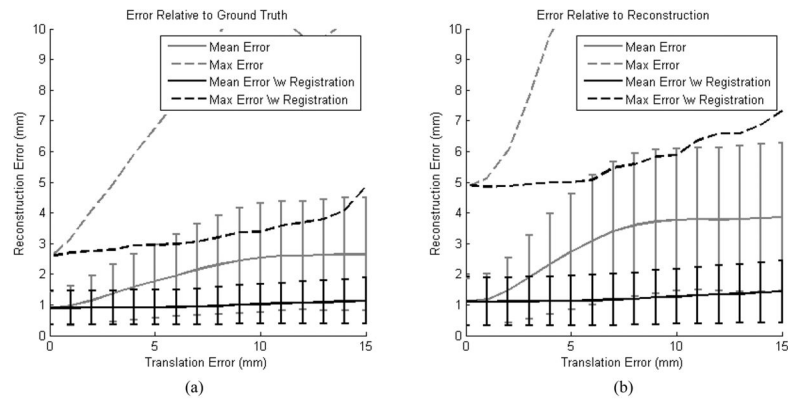 Error Relative to Ground Truth
10
9
8
7
6
5
4
3
2
1
0
Reconstruction Error (mm)
Mean Error
Max Error
Mean Error \w Registration
Max Error \w Registration
0 5 10 15
Translation Error (mm)
(a)
Error Relative to Reconstruction
10
9
8
7
6
5
4
3
2
1
0
Reconstruction Error (mm)
Mean Error
Max Error
Mean Error \w Registration
Max Error \w Registration
0 5 10 15
Translation Error (mm)
(b)